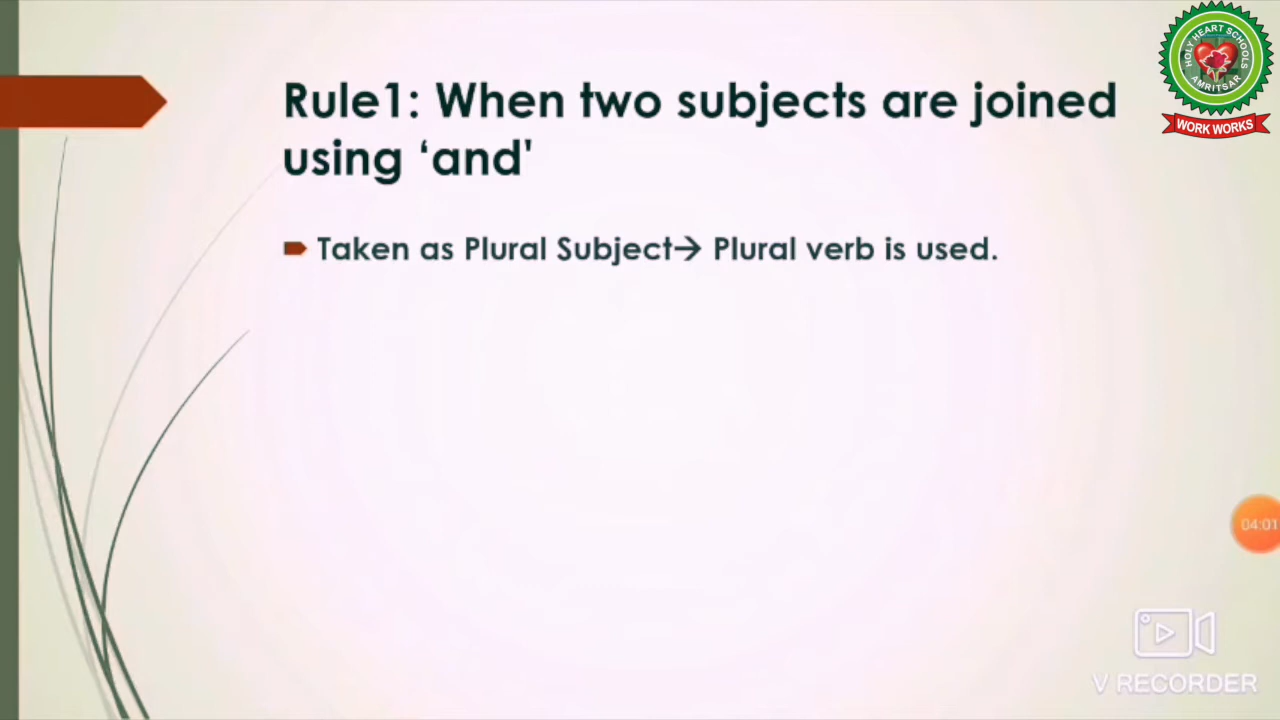 Rule1: When two subjects are joined
using ‘and'
Taken as Plural Subject→ Plural verb is used.
HOLY HEART SCHOOLS
AMRITSAR
WORK WORKS
04:01
V RECORDER